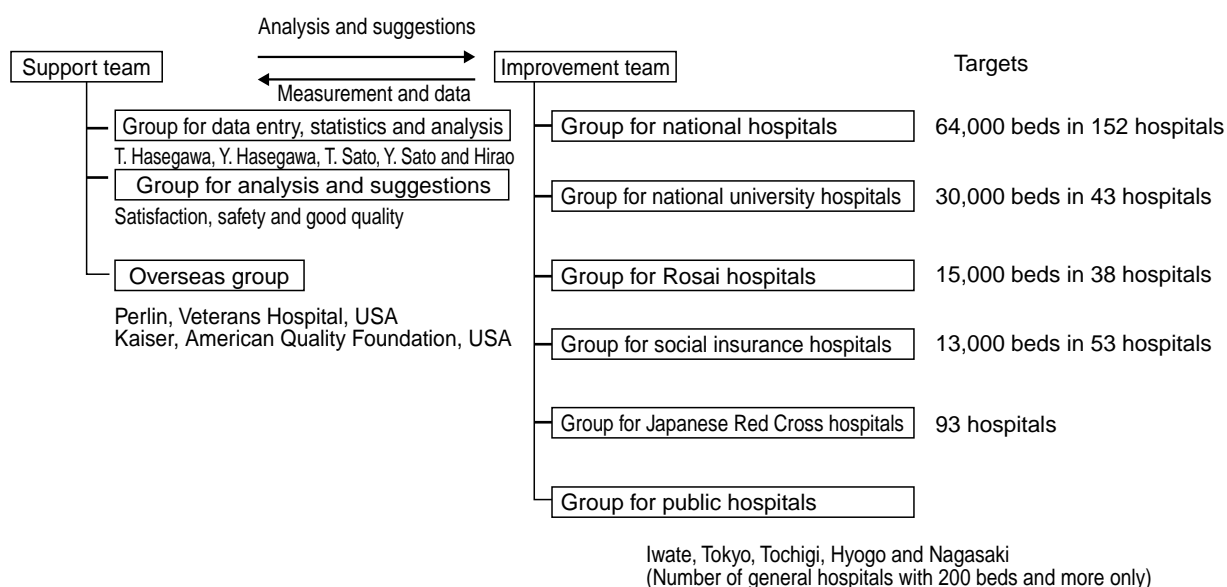 Analysis and suggestions
Support team
Improvement team
Targets
Measurement and data
Group for data entry, statistics and analysis
T. Hasegawa, Y. Hasegawa, T. Sato, Y. Sato and Hirao
Group for analysis and suggestions
Satisfaction, safety and good quality
Overseas group
Perlin, Veterans Hospital, USA
Kaiser, American Quality Foundation, USA
Group for national hospitals
64,000 beds in 152 hospitals
Group for national university hospitals
30,000 beds in 43 hospitals
Group for Rosai hospitals
15,000 beds in 38 hospitals
Group for social insurance hospitals
13,000 beds in 53 hospitals
Group for Japanese Red Cross hospitals
93 hospitals
Group for public hospitals
Iwate, Tokyo, Tochigi, Hyogo and Nagasaki
(Number of general hospitals with 200 beds and more only)